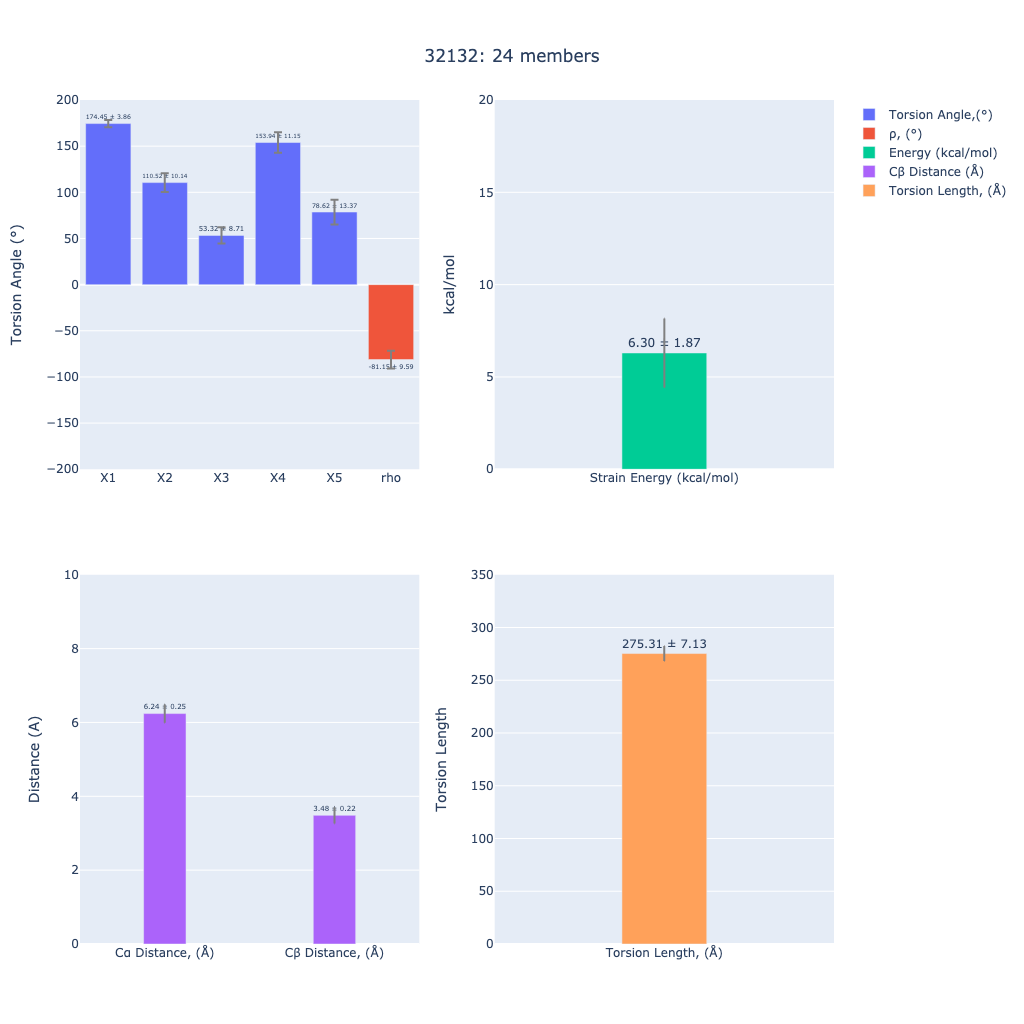 32132: 24 members
Torsion Angle (°)
200
150
100
50
0
−50
−100
−150
−200
174.45 ± 3.86
110.52 ± 10.14
53.32 ± 8.71
153.94 ± 11.15
78.62 ± 13.37
-81.15 ± 9.59
X1 X2 X3 X4 X5 rho
kcal/mol
20
15
10
5
0
6.30 ± 1.87
Strain Energy (kcal/mol)
Torsion Angle,(°)
ρ, (°)
Energy (kcal/mol)
Cβ Distance (Å)
Torsion Length, (Å)
Distance (A)
10
8
6
4
2
0
6.24 ± 0.25
3.48 ± 0.22
Cα Distance, (Å) Cβ Distance, (Å)
Torsion Length
350
300
250
200
150
100
50
0
275.31 ± 7.13
Torsion Length, (Å)